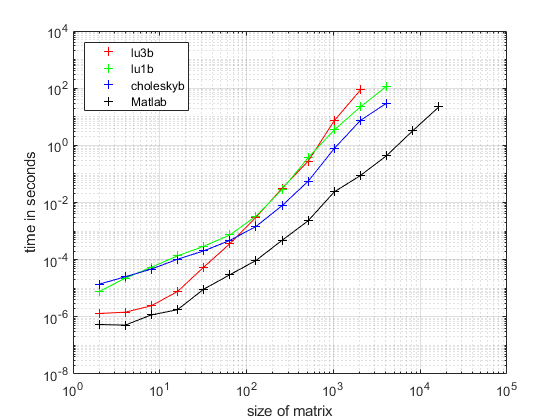 10^4
10^2
10^0
10^-2
10^-4
10^-6
10^-8
time in seconds
lu3b
lu1b
choleskyb
Matlab
10^0 10^1 10^2 10^3 10^4 10^5
size of matrix